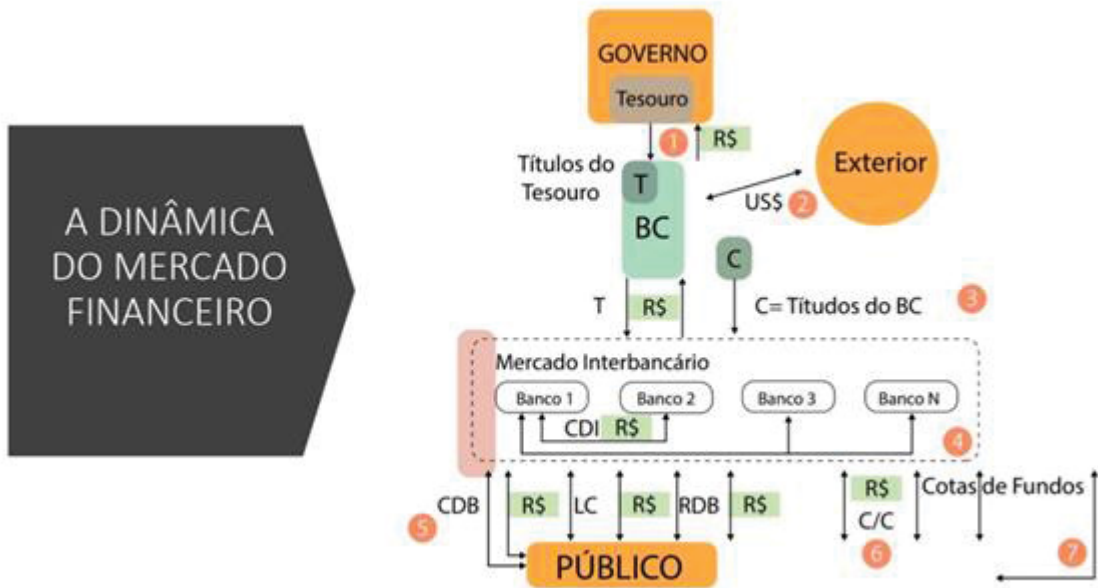 A DINÂMICA
DO MERCADO
FINANCEIRO
GOVERNO
Tesouro
1
R$
Títulos do
Tesouro
T
BC
US$
2
Exterior
C
T
R$
C= Títudos do BC
3
Mercado Interbancário
Banco 1
Banco 2
Banco 3
Banco N
CDI
R$
4
5
CDB
R$
LC
R$
RDB
R$
R$
C/C
6
Cotas de Fundos
7
PÚBLICO